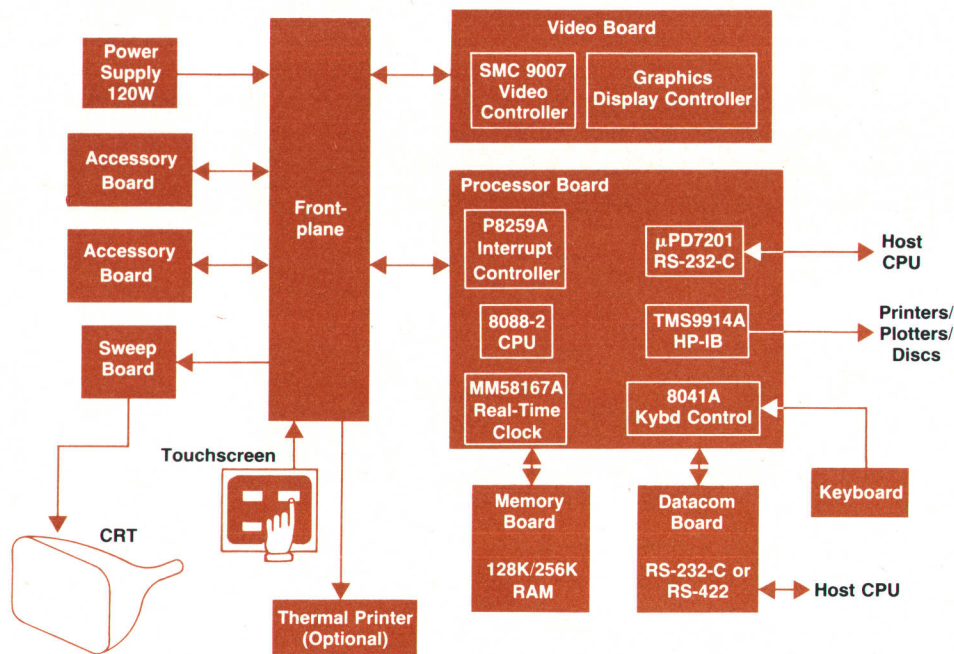 Power
Supply
120W
Accessory
Board
Accessory
Board
Sweep
Board
CRT
Touchscreen
Front-
plane
Thermal Printer
(Optional)
Video Board
SMC 9007
Video
Controller
Graphics
Display Controller
Processor Board
P8259A
Interrupt
Controller
μPD7201
RS-232-C
8088-2
CPU
TMS9914A
HP-IB
MM58167A
Real-Time
Clock
8041A
Kybd Control
Host
CPU
Printers/
Plotters/
Discs
Keyboard
Memory
Board
128K/256K
RAM
Datacom
Board
RS-232-C or
RS-422
Host CPU